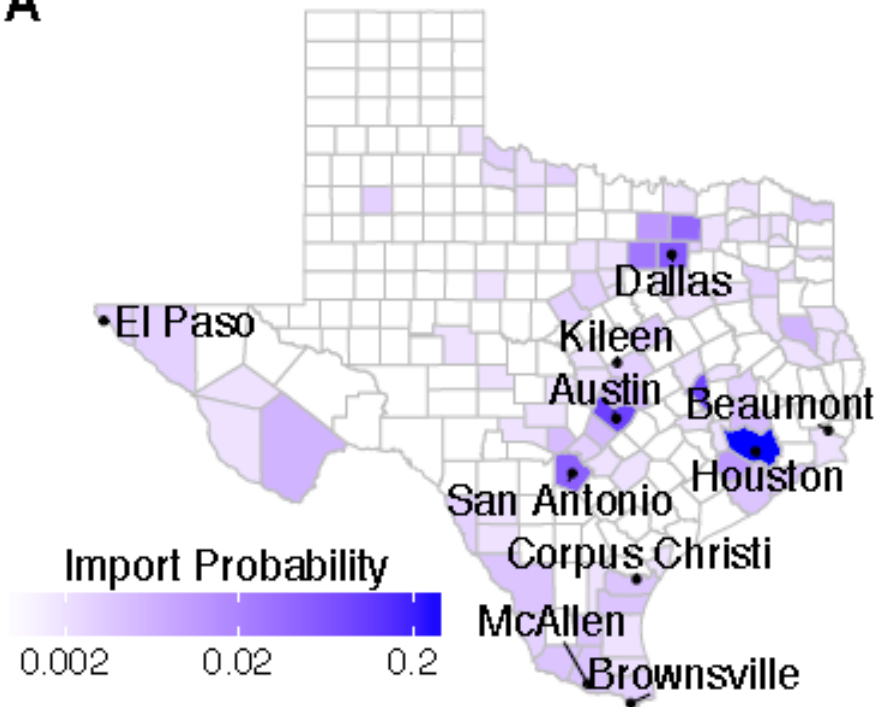 A
Dallas
El Paso
Kileen
Austin
Beaumont
Houston
San Antonio
Corpus Christi
Import Probability
McAllen
0.002 0.02 0.2
Brownsville